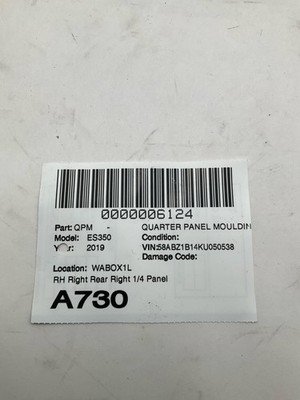 0000006124
Part: QPM - QUARTER PANEL MOULDIN
Model: ES350 Condition:
Year: 2019 VIN:58ABZ1B14KU050538
Damage Code:
Location: WABOX1L
RH Right Rear Right 1/4 Panel
A730